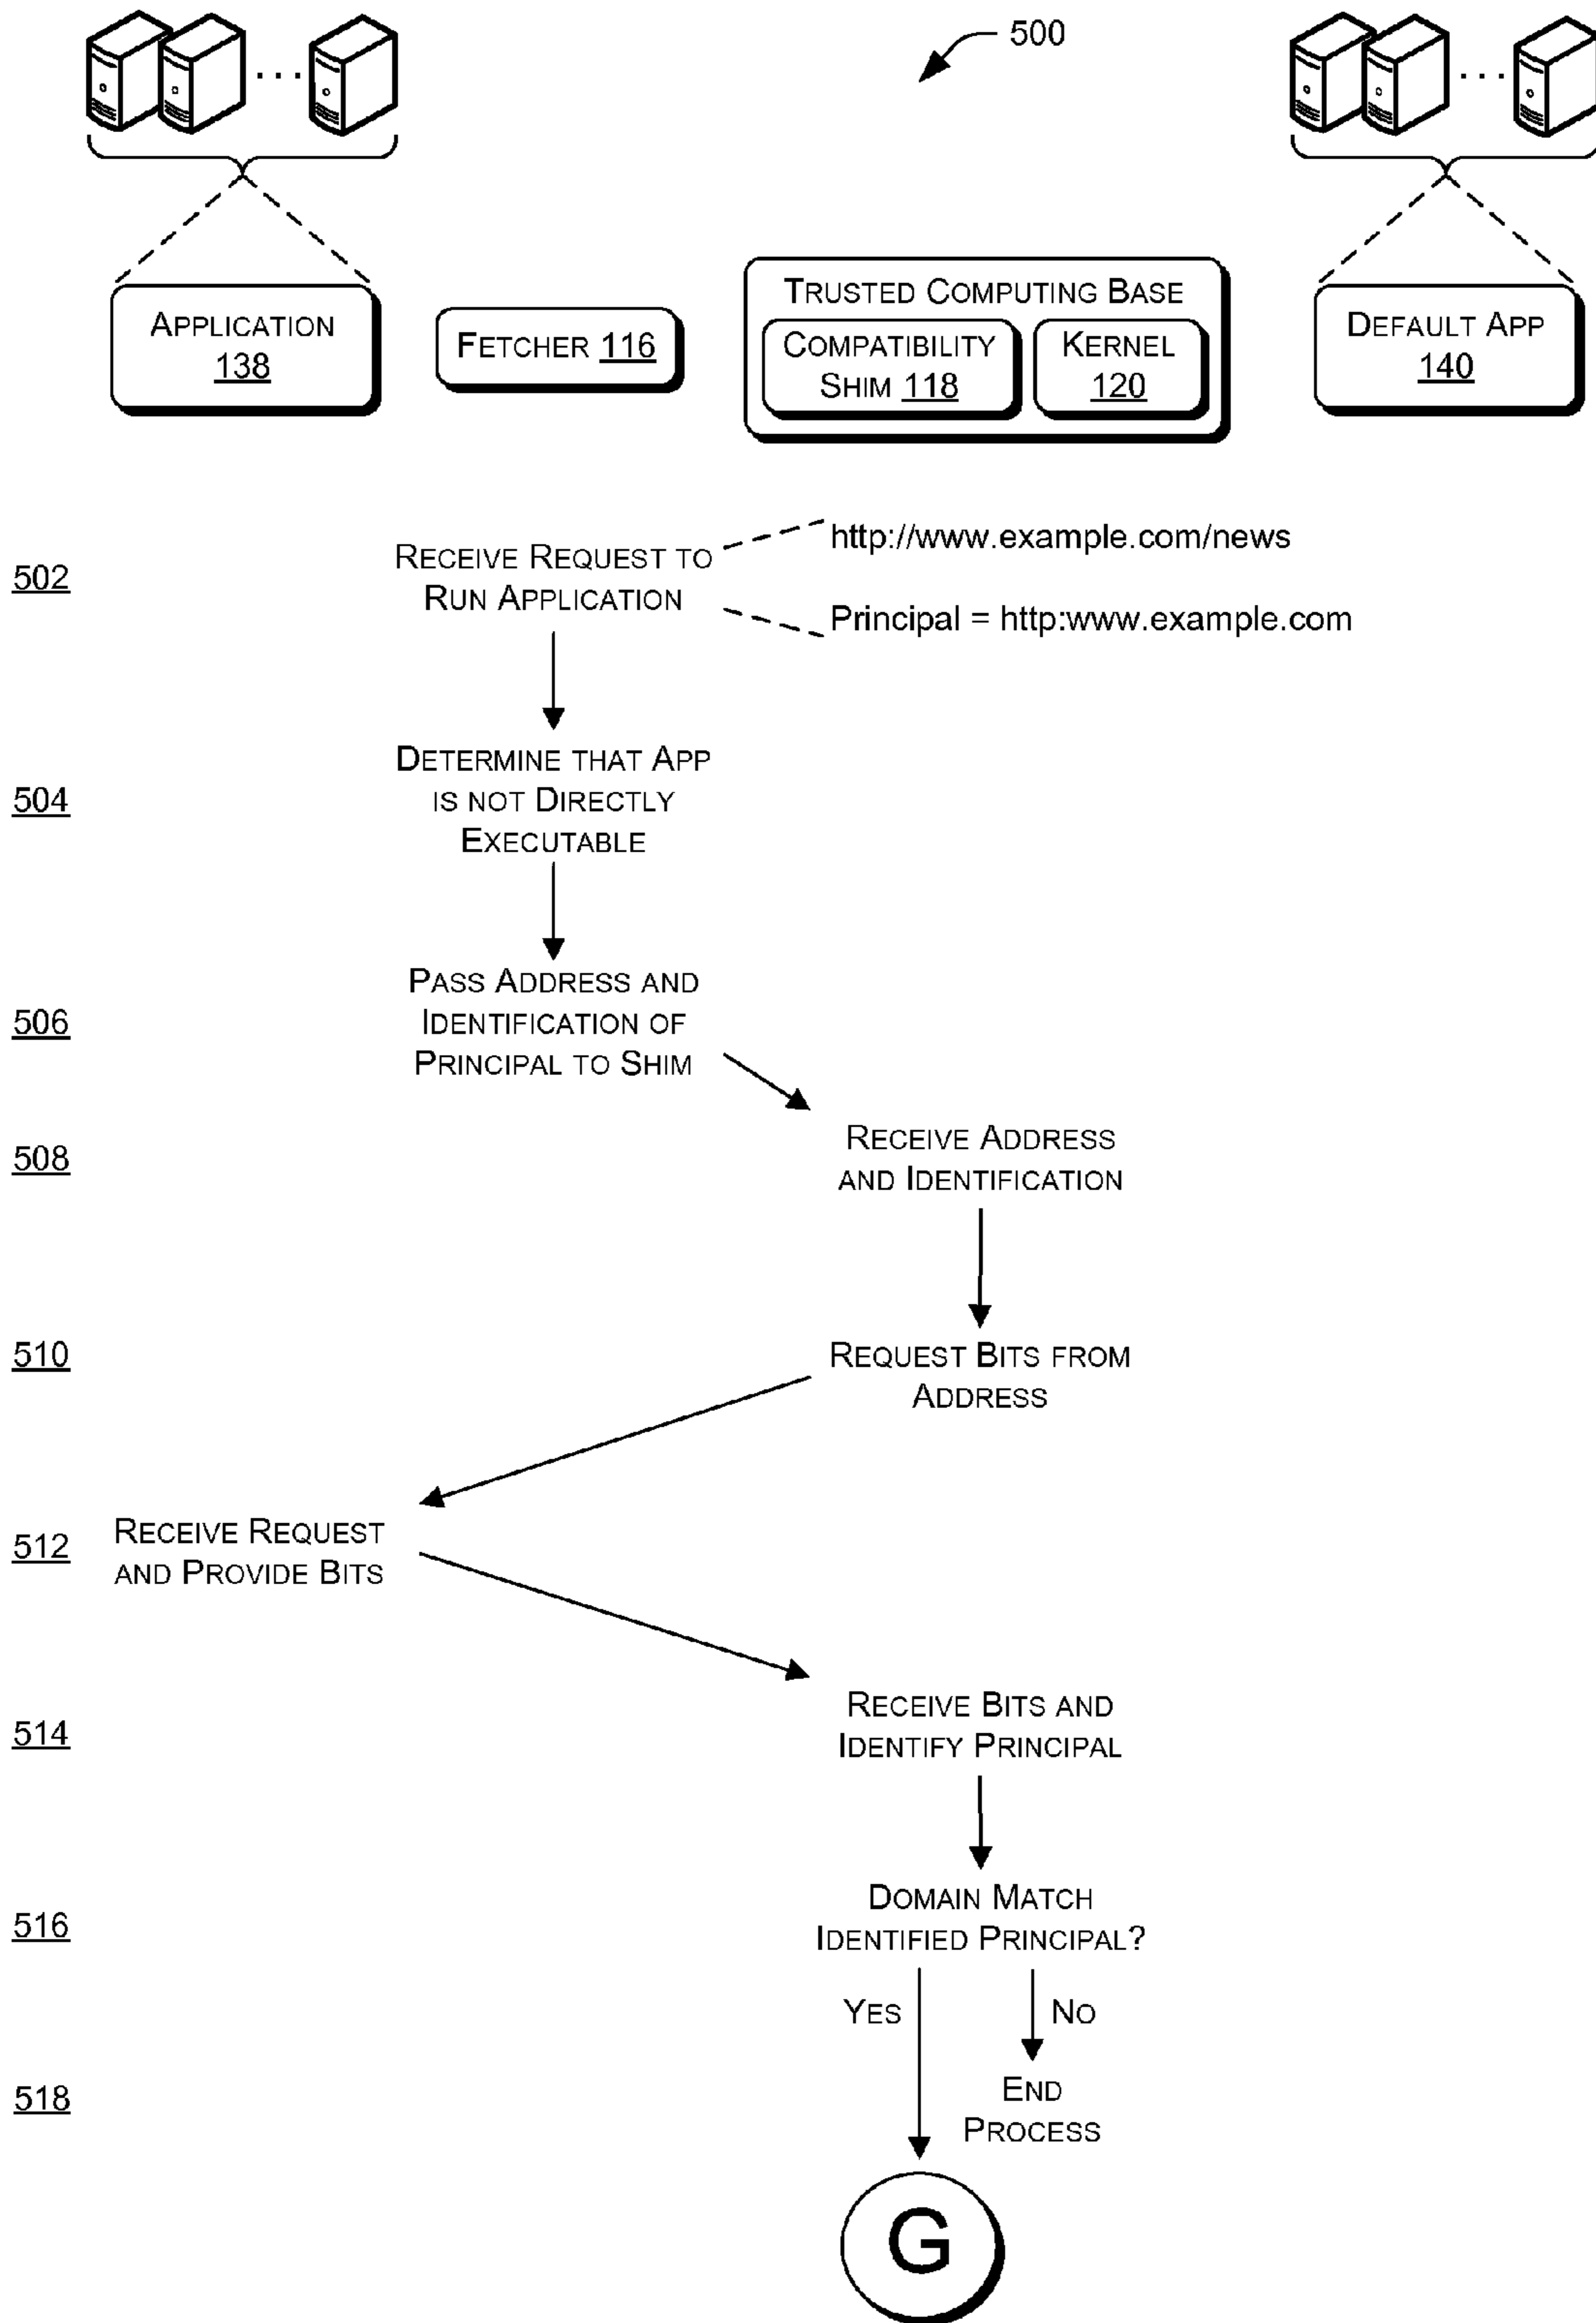 500
. . .
. . .
APPLICATION
138
FETCHER 116
TRUSTED COMPUTING BASE
COMPATIBILITY
SHIM 118
KERNEL
120
DEFAULT APP
140
502
RECEIVE REQUEST TO
RUN APPLICATION
http://www.example.com/news
Principal = http:www.example.com
504
DETERMINE THAT APP
IS NOT DIRECTLY
EXECUTABLE
506
PASS ADDRESS AND
IDENTIFICATION OF
PRINCIPAL TO SHIM
508
RECEIVE ADDRESS
AND IDENTIFICATION
510
REQUEST BITS FROM
ADDRESS
512
RECEIVE REQUEST
AND PROVIDE BITS
514
RECEIVE BITS AND
IDENTIFY PRINCIPAL
516
DOMAIN MATCH
IDENTIFIED PRINCIPAL?
YES
NO
518
END
PROCESS
G